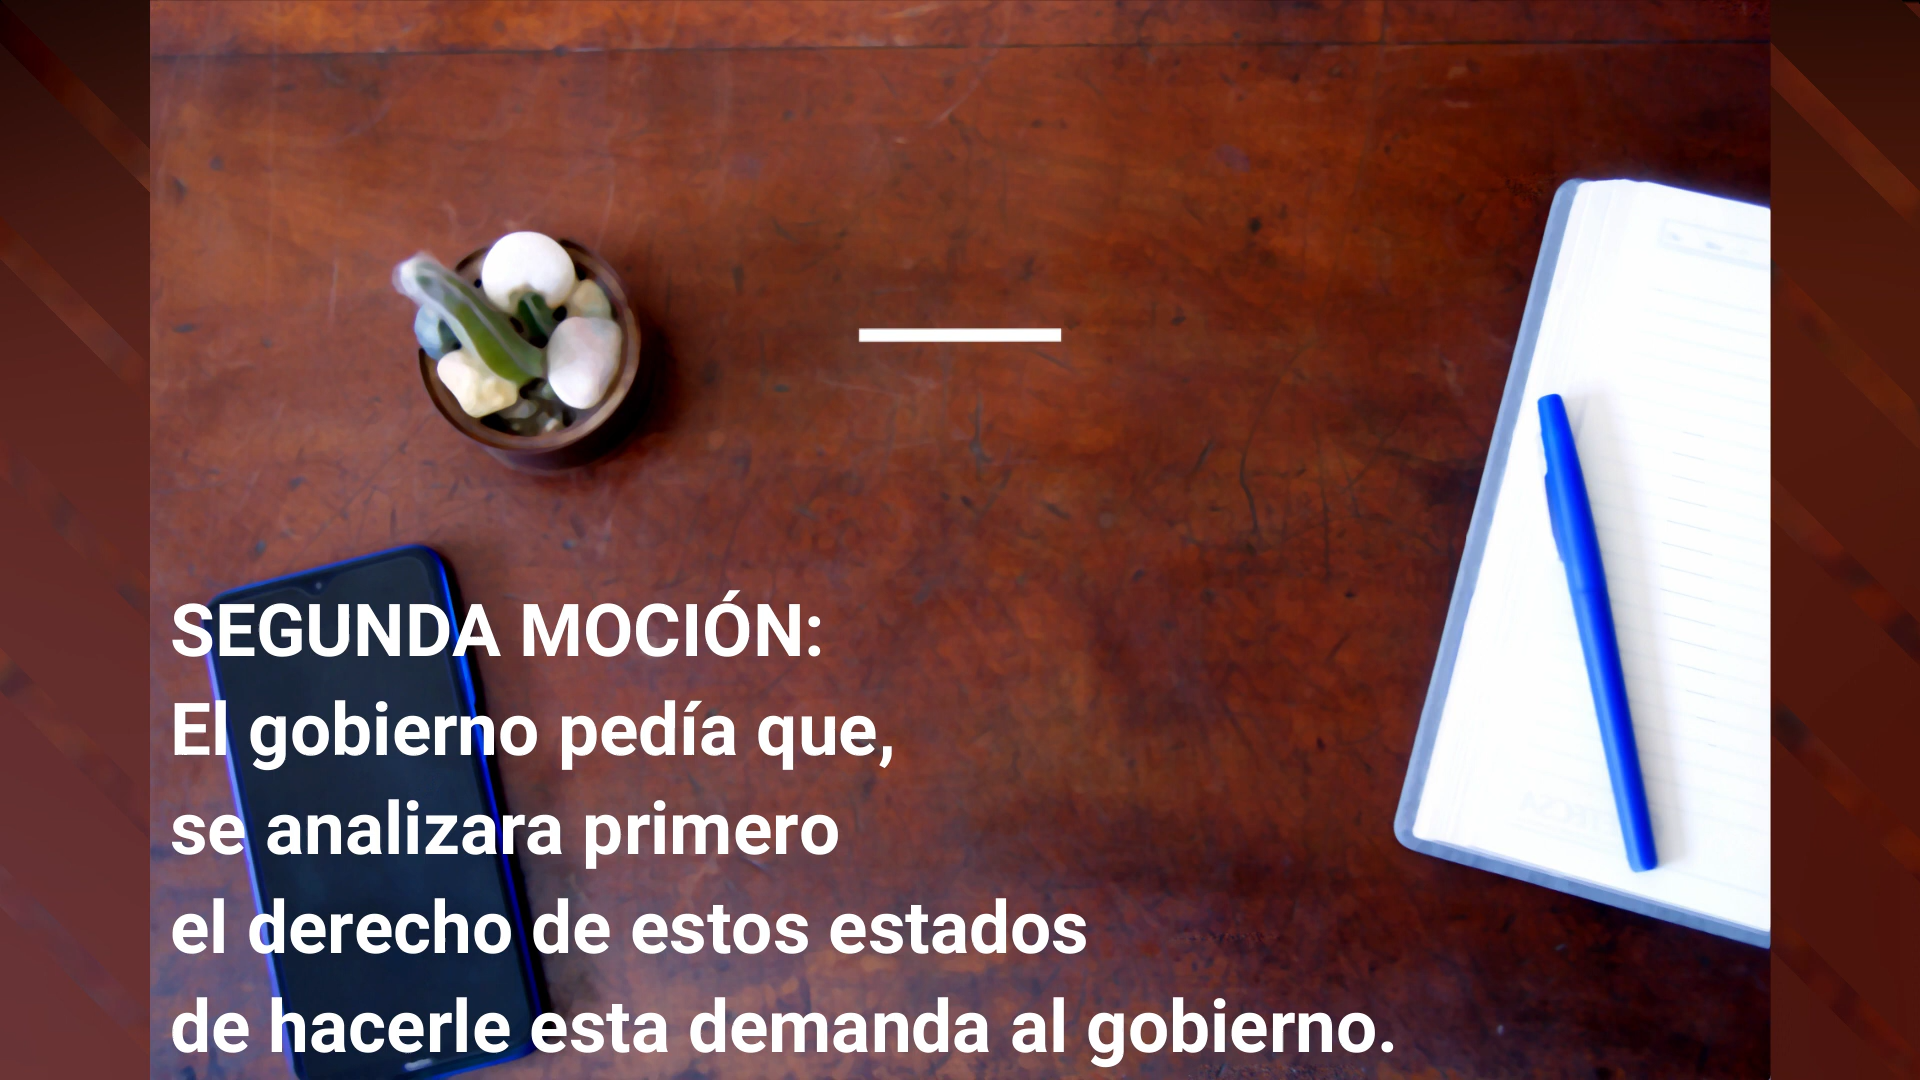 SEGUNDA MOCIÓN:
El gobierno pedía que,
se analizara primero
el derecho de estos estados
de hacerle esta demanda al gobierno.